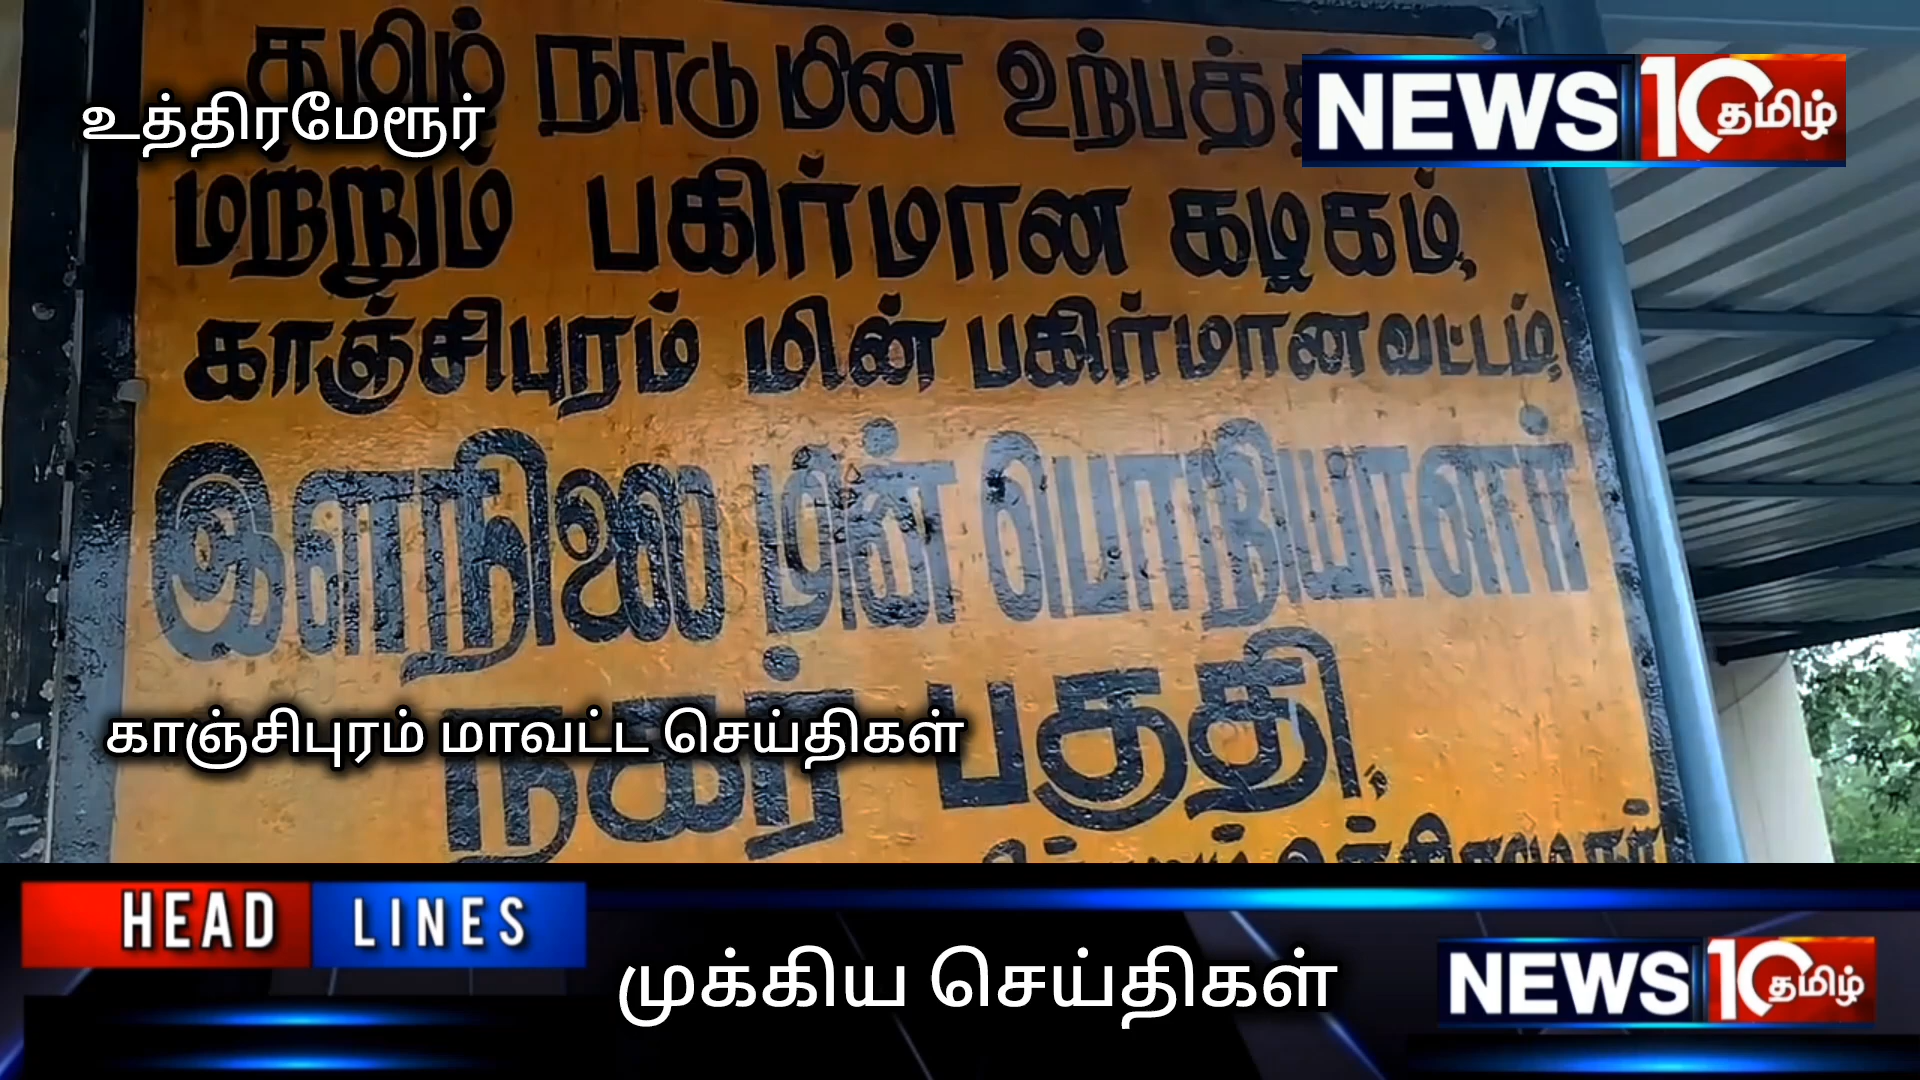 தமிழ் நாடு மின் உற்பத்தி
உத்திரமேரூர்
NEWS 10 தமிழ்
மற்றும் பகிர்மான கழகம்,
காஞ்சிபுரம் மின் பகிர்மான வட்டம்,
இளநிலை மின் பொறியாளர்
நகர் பகுதி,
காஞ்சிபுரம் மாவட்ட செய்திகள்
HEAD LINES
முக்கிய செய்திகள்
NEWS 10 தமிழ்